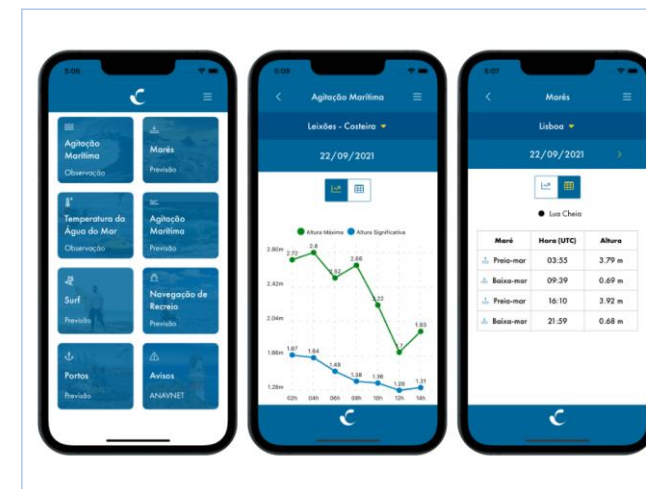 5:06
Agitação
Marítima
Observação
Marés
Previsão
Temperatura da
Água do Mar
Observação
Agitação
Marítima
Previsão
Surf
Previsão
Navegação de
Recreio
Previsão
Portos
Previsão
Avisos
ANAVNET
Agitação Marítima
Leixões - Costeira
22/09/2021
Altura Máxima Altura Significativa
2.80m
2.42m
2.04m
1.66m
1.28m
2.72
2.8
2.52
2.66
2.22
1.7
1.93
1.67
1.64
1.49
1.38
1.36
1.28
1.31
02h 04h 06h 08h 10h 12h 14h
5:07
Marés
Lisboa
22/09/2021
Lua Cheia
Maré Hora (UTC) Altura
Preia-mar 03:55 3.79 m
Baixa-mar 09:39 0.69 m
Preia-mar 16:10 3.92 m
Baixa-mar 21:59 0.68 m